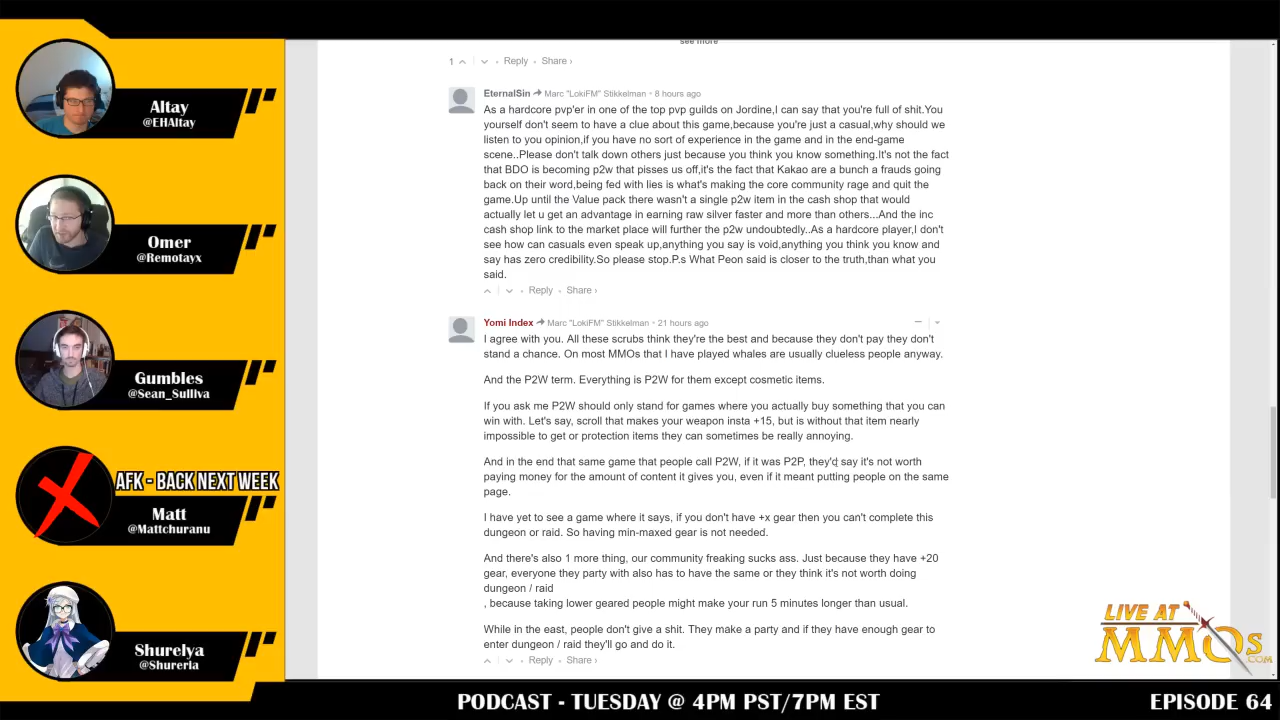 see more
1 Reply Share ›
EternalSin Marc "LokiFM" Stikkelman • 8 hours ago
As a hardcore pvp'er in one of the top pvp guilds on Jordine,I can say that you're full of shit.You
yourself don't seem to have a clue about this game,because you're just a casual,why should we
listen to you opinion,if you have no sort of experience in the game and in the end-game
scene..Please don't talk down others just because you think you know something.It's not the fact
that BDO is becoming p2w that pisses us off,it's the fact that Kakao are a bunch a frauds going
back on their word,being fed with lies is what's making the core community rage and quit the
game.Up until the Value pack there wasn't a single p2w item in the cash shop that would
actually let u get an advantage in earning raw silver faster and more than others...And the inc
cash shop link to the market place will further the p2w undoubtedly..As a hardcore player,I don't
see how can casuals even speak up,anything you say is void,anything you think you know and
say has zero credibility.So please stop.P.s What Peon said is closer to the truth,than what you
said.
• Reply • Share ›
Yomi Index Marc "LokiFM" Stikkelman • 21 hours ago
I agree with you. All these scrubs think they're the best and because they don't pay they don't
stand a chance. On most MMOs that I have played whales are usually clueless people anyway.
And the P2W term. Everything is P2W for them except cosmetic items.
If you ask me P2W should only stand for games where you actually buy something that you can
win with. Let's say, scroll that makes your weapon insta +15, but is without that item nearly
impossible to get or protection items they can sometimes be really annoying.
And in the end that same game that people call P2W, if it was P2P, they'd say it's not worth
paying money for the amount of content it gives you, even if it meant putting people on the same
page.
I have yet to see a game where it says, if you don't have +x gear then you can't complete this
dungeon or raid. So having min-maxed gear is not needed.
And there's also 1 more thing, our community freaking sucks ass. Just because they have +20
gear, everyone they party with also has to have the same or they think it's not worth doing
dungeon / raid
, because taking lower geared people might make your run 5 minutes longer than usual.
While in the east, people don't give a shit. They make a party and if they have enough gear to
enter dungeon / raid they'll go and do it.
• Reply • Share ›
Altay
@EHAltay
Omer
@Remotayx
Gumbles
@Sean_Sulliva
AFK - BACK NEXT WEEK
Matt
@Mattchuranu
Shurelya
@Shureria
LIVE AT
MMOs
.COM
PODCAST - TUESDAY @ 4PM PST/7PM EST
EPISODE 64